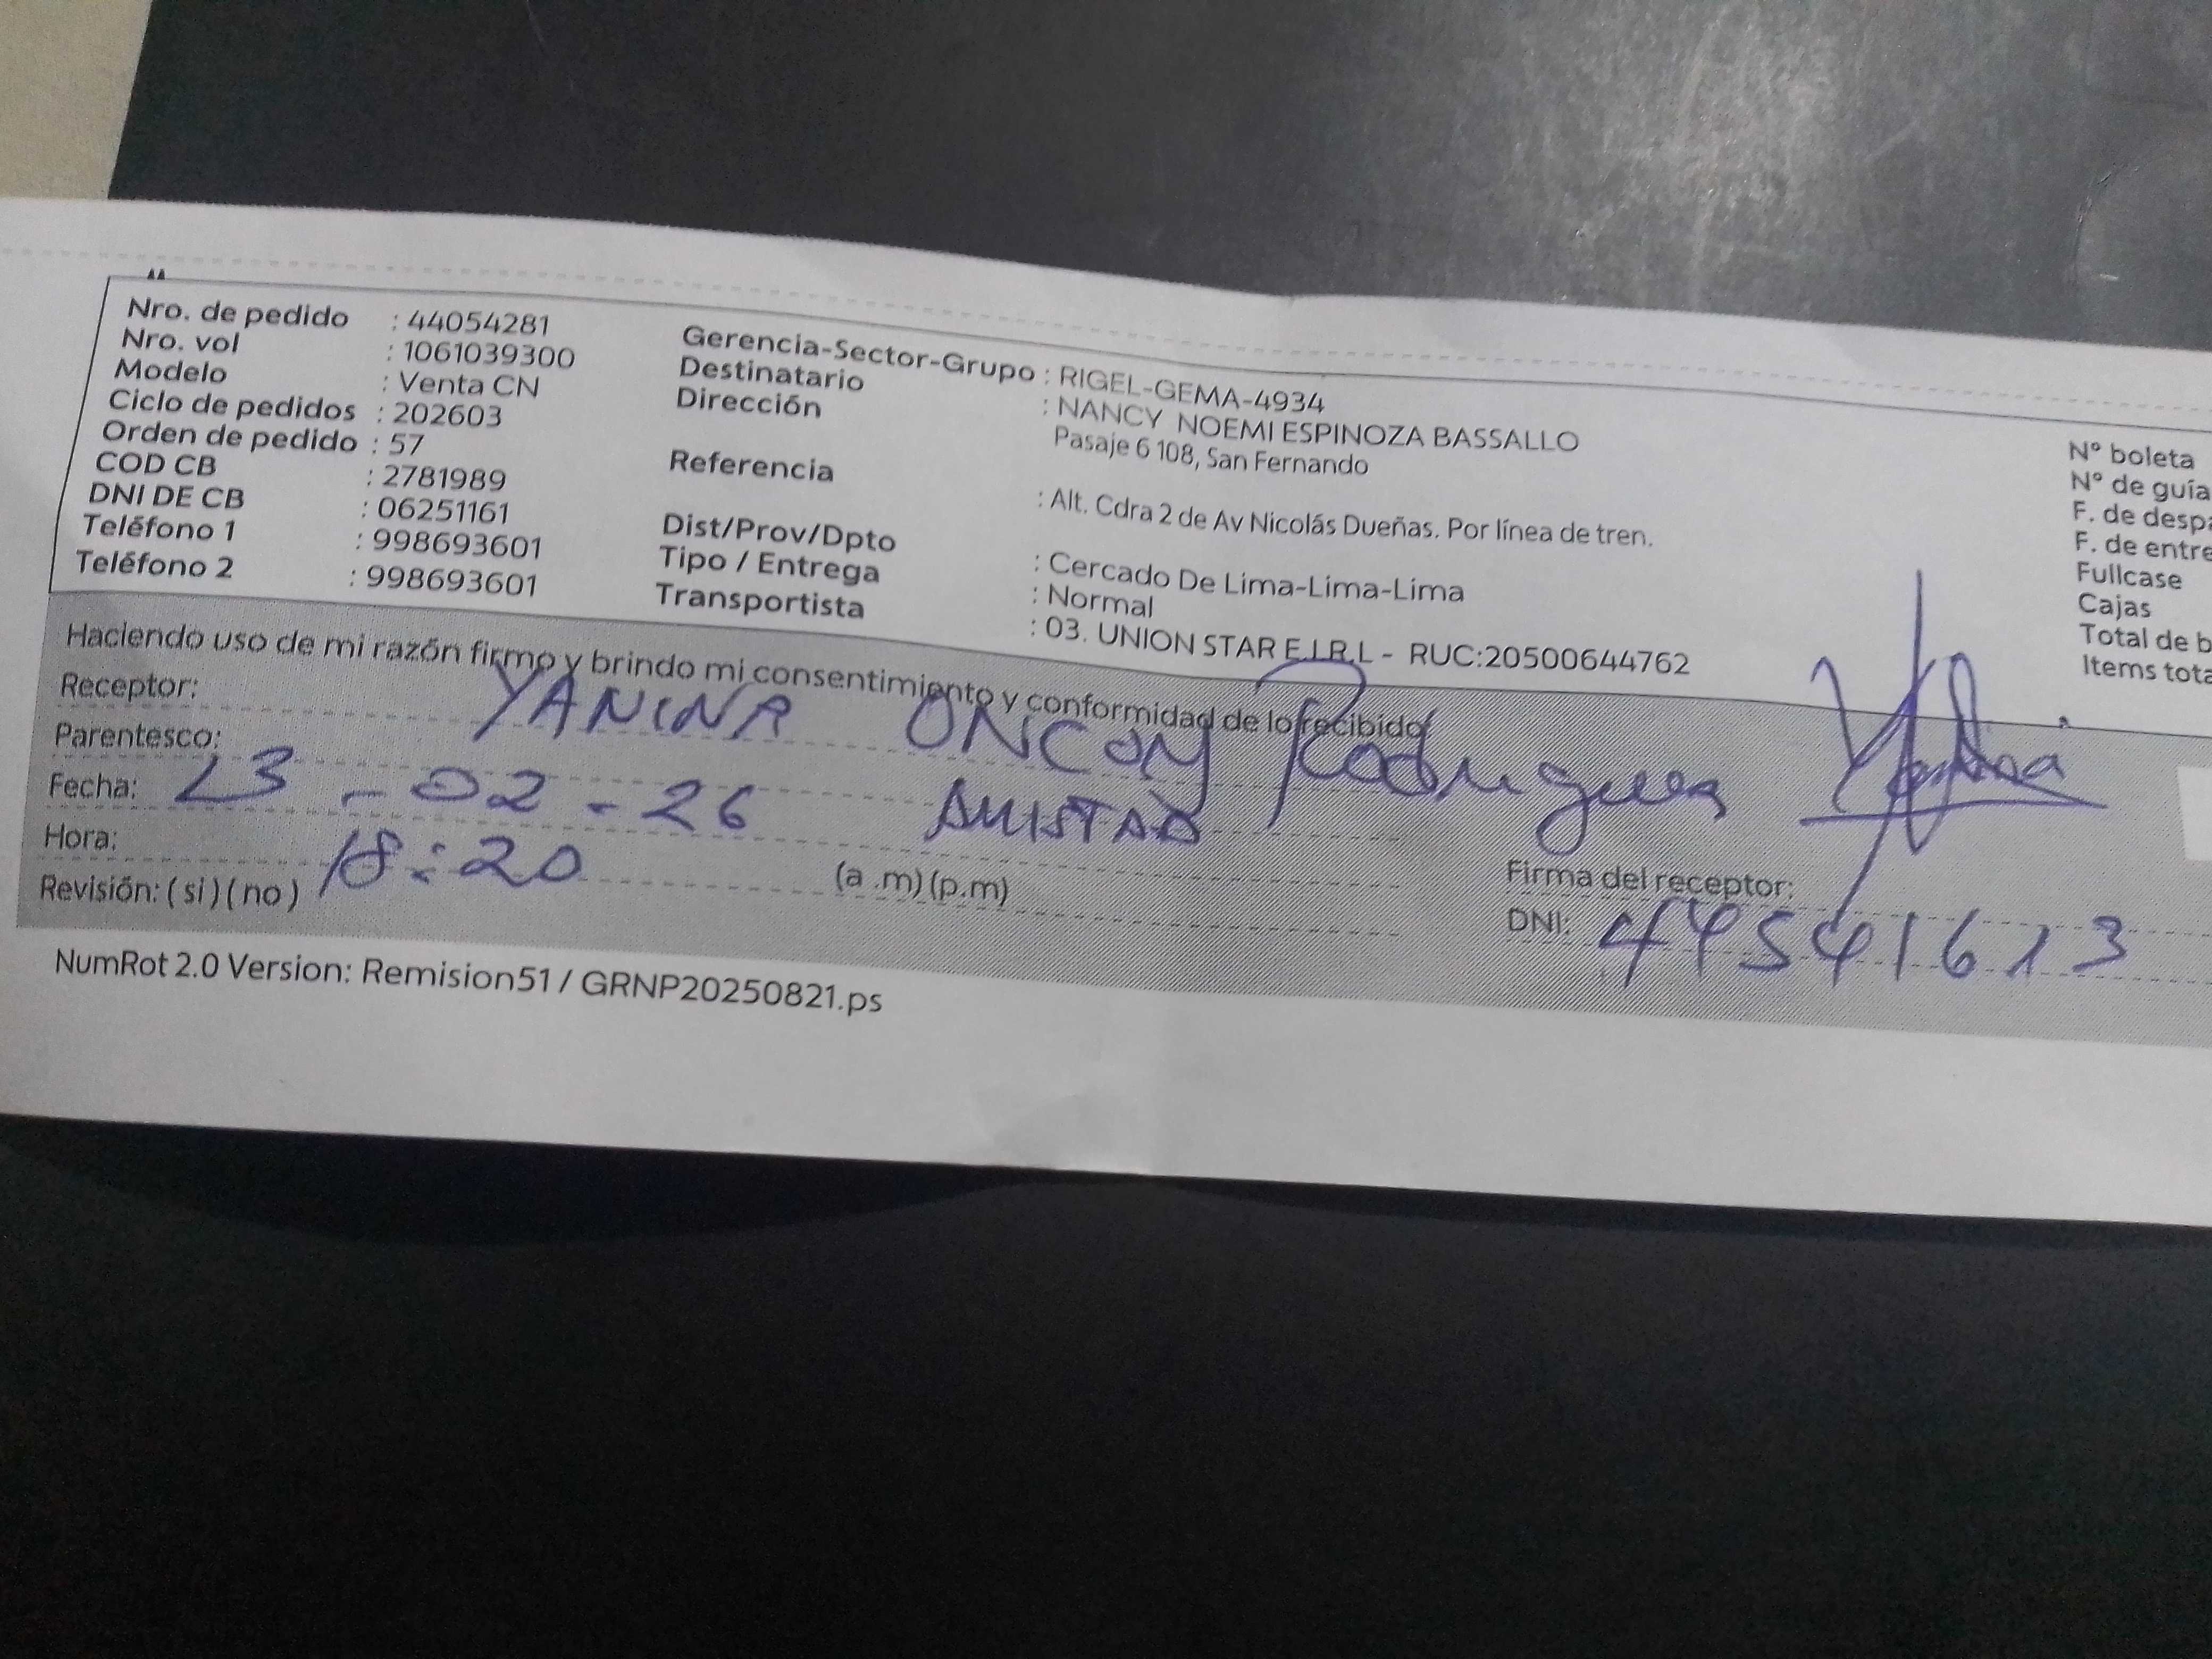 Nro. de pedido : 44054281
Nro. vol : 1061039300
Modelo : Venta CN
Ciclo de pedidos : 202603
Orden de pedido : 57
COD CB : 2781989
DNI DE CB : 06251161
Teléfono 1 : 998693601
Teléfono 2 : 998693601
Gerencia-Sector-Grupo : RIGEL-GEMA-4934
Destinatario : NANCY NOEMI ESPINOZA BASSALLO
Dirección Pasaje 6 108, San Fernando
Referencia : Alt. Cdra 2 de Av Nicolás Dueñas. Por línea de tren.
Dist/Prov/Dpto : Cercado De Lima-Lima-Lima
Tipo / Entrega : Normal
Transportista : 03. UNION STAR E.I.R.L - RUC:20500644762
N° boleta
N° de guía
F. de despa
F. de entre
Fullcase
Cajas
Total de b
Items tota
Haciendo uso de mi razón firmo y brindo mi consentimiento y conformidad de lo recibido:
Receptor: YANINA ONCOY Rodriguez
Parentesco: AMISTAD
Fecha: 13-02-26
Hora: 18:20 (a .m) (p.m)
Revisión: ( si ) ( no )
Firma del receptor:
DNI: 44541613
NumRot 2.0 Version: Remision51 / GRNP20250821.ps